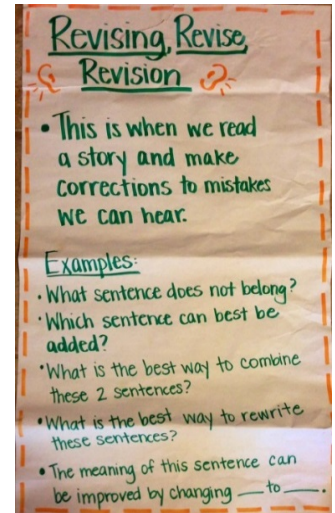 Revising, Revise,
Revision
• This is when we read
a story and make
corrections to mistakes
we can hear.
Examples:
• What sentence does not belong?
• Which sentence can best be
added?
• What is the best way to combine
these 2 sentences?
• What is the best way to rewrite
these sentences?
• The meaning of this sentence can
be improved by changing __ to __.